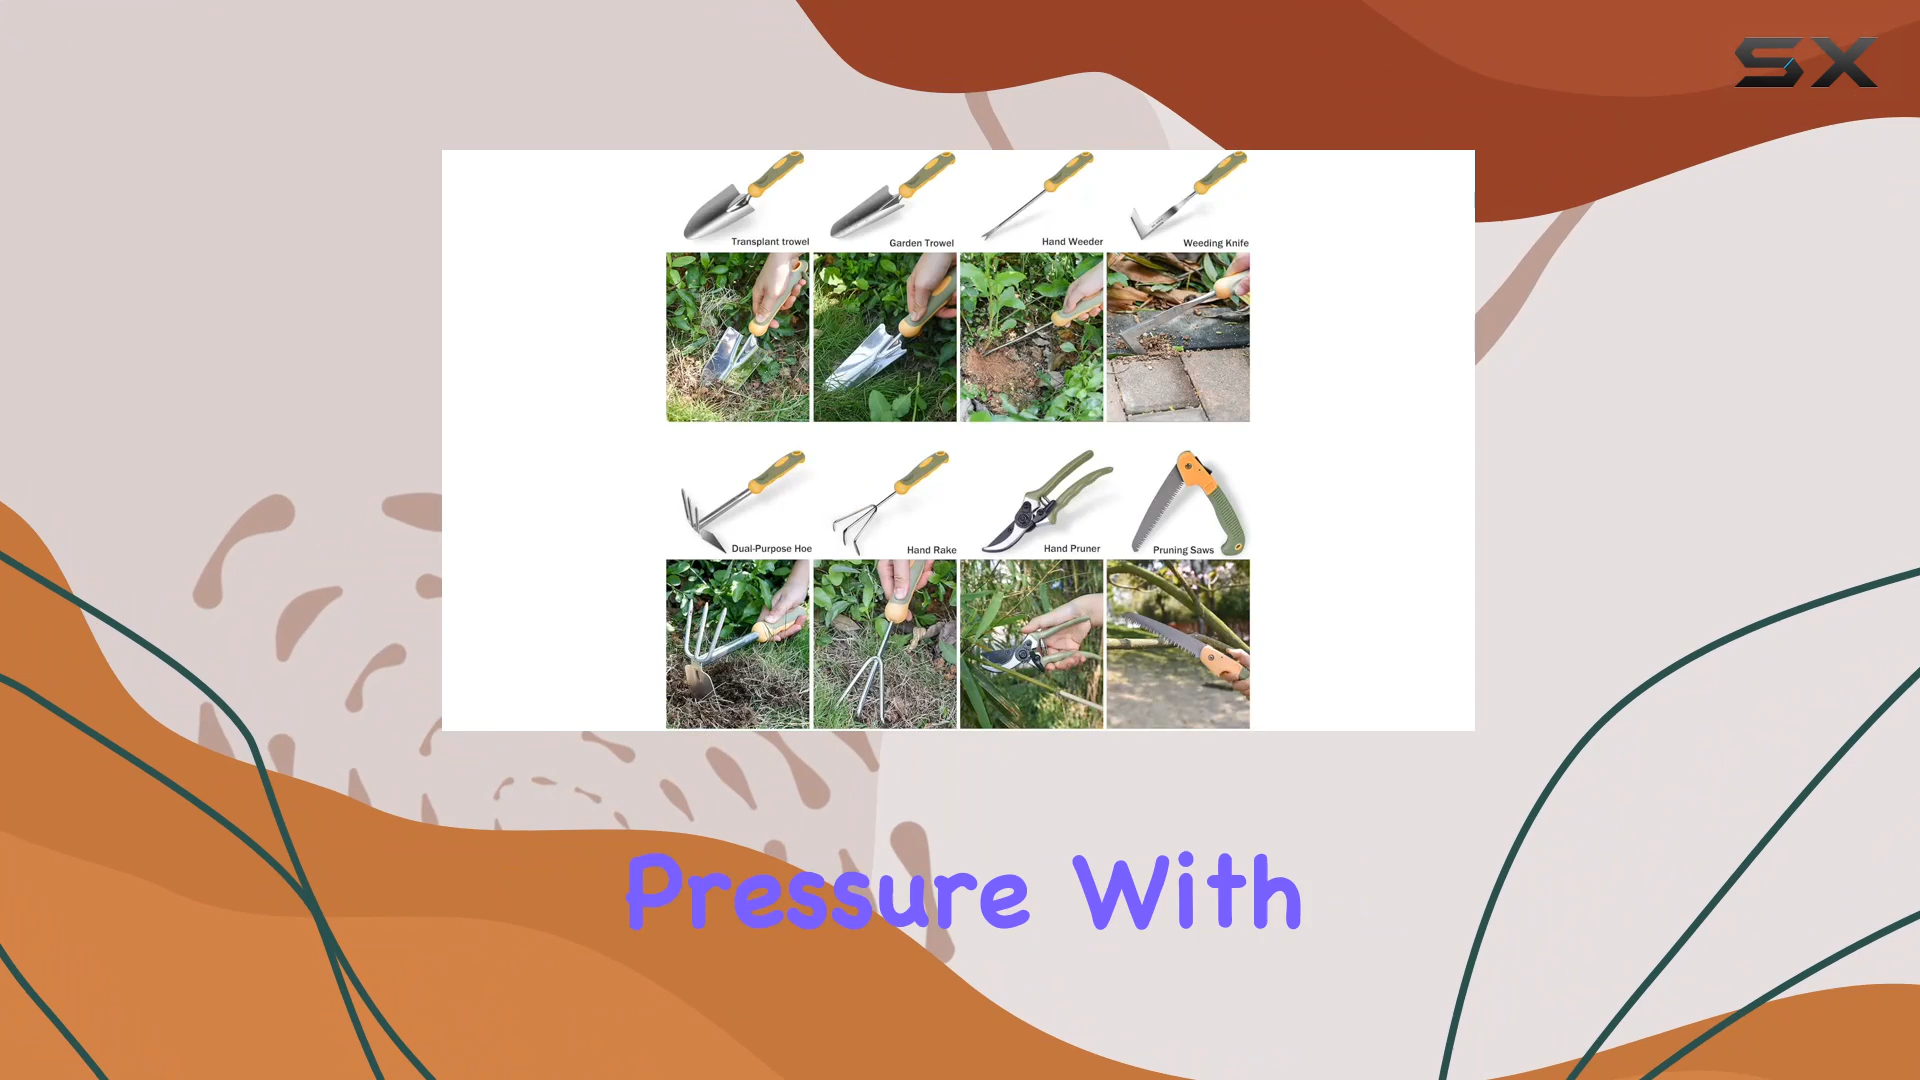 SX
Transplant trowel
Garden Trowel
Hand Weeder
Weeding Knife
Dual-Purpose Hoe
Hand Rake
Hand Pruner
Pruning Saws
Pressure With